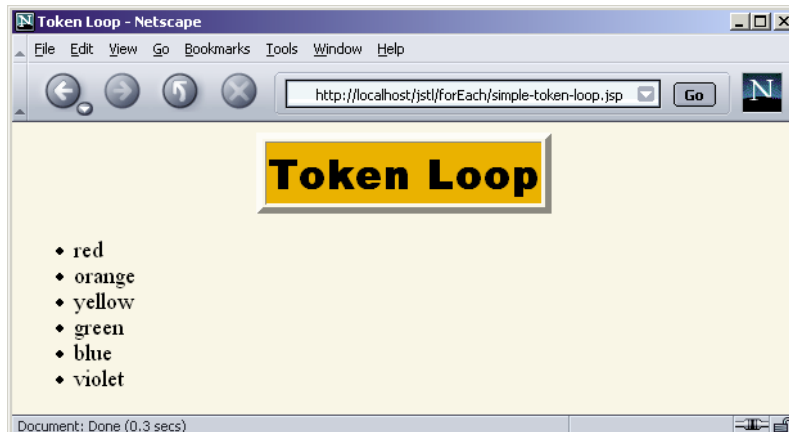 Token Loop - Netscape
File Edit View Go Bookmarks Tools Window Help
http://localhost/jstl/forEach/simple-token-loop.jsp Go N
Token Loop
• red
• orange
• yellow
• green
• blue
• violet
Document: Done (0.3 secs)